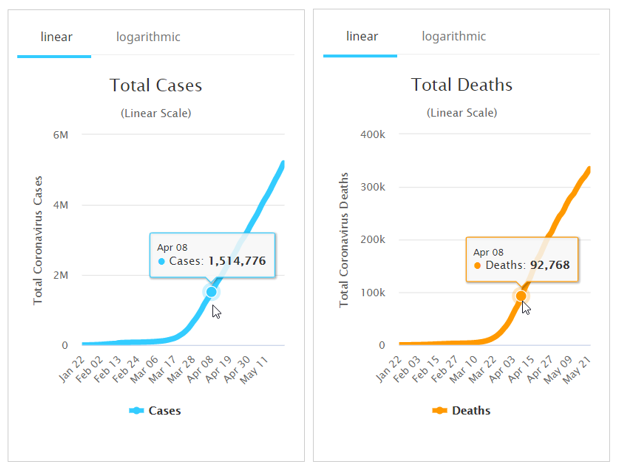 linear logarithmic
Total Cases
(Linear Scale)
Total Coronavirus Cases
6M
4M
2M
0
Apr 08
Cases: 1,514,776
Jan 22 Feb 02 Feb 13 Feb 24 Mar 06 Mar 17 Mar 28 Apr 08 Apr 19 Apr 30 May 11
Cases
linear logarithmic
Total Deaths
(Linear Scale)
Total Coronavirus Deaths
400k
300k
200k
100k
0
Apr 08
Deaths: 92,768
Jan 22 Feb 03 Feb 15 Feb 27 Mar 10 Mar 22 Apr 03 Apr 15 Apr 27 May 09 May 21
Deaths